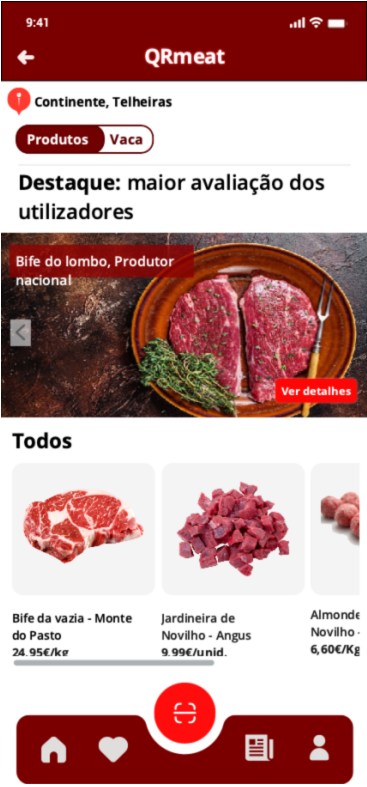 9:41
QRmeat
Continente, Telheiras
Produtos Vaca
Destaque: maior avaliação dos
utilizadores
Bife do lombo, Produtor
nacional
Ver detalhes
Todos
Bife da vazia - Monte
do Pasto
24,95€/kg
Jardineira de
Novilho - Angus
9,99€/unid.
Almonde
Novilho -
6,60€/Kg